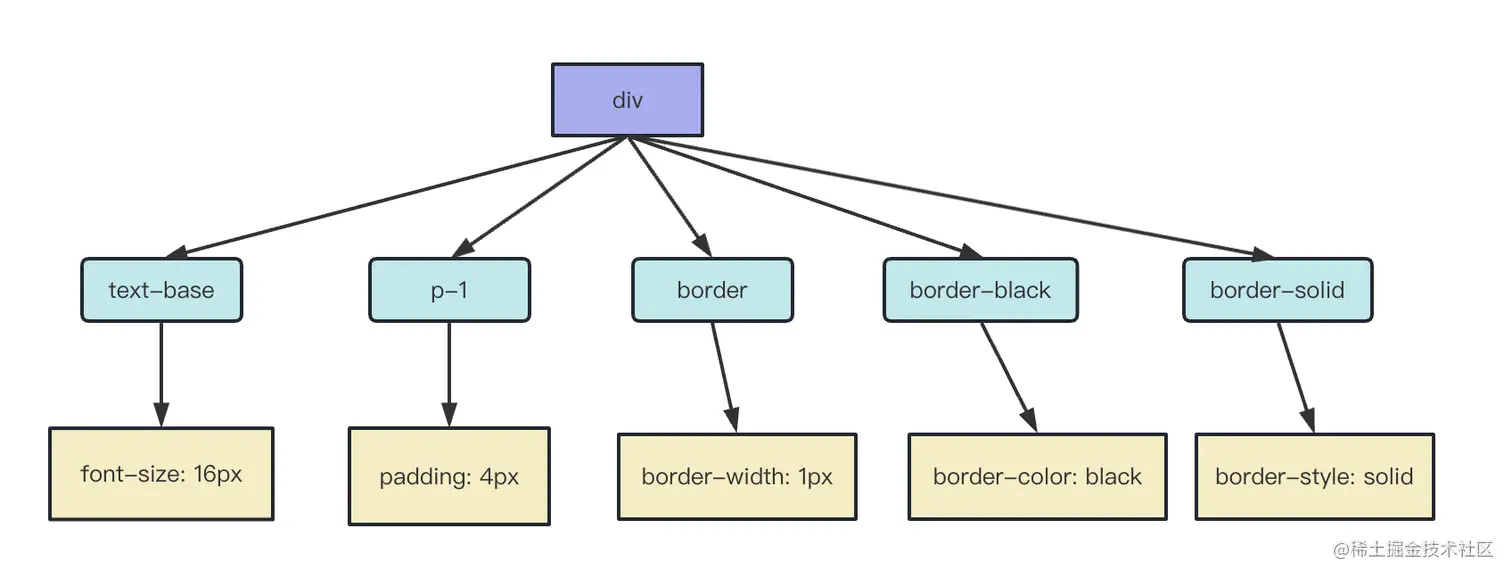 div
text-base
p-1
border
border-black
border-solid
font-size: 16px
padding: 4px
border-width: 1px
border-color: black
border-style: solid
@稀土掘金技术社区